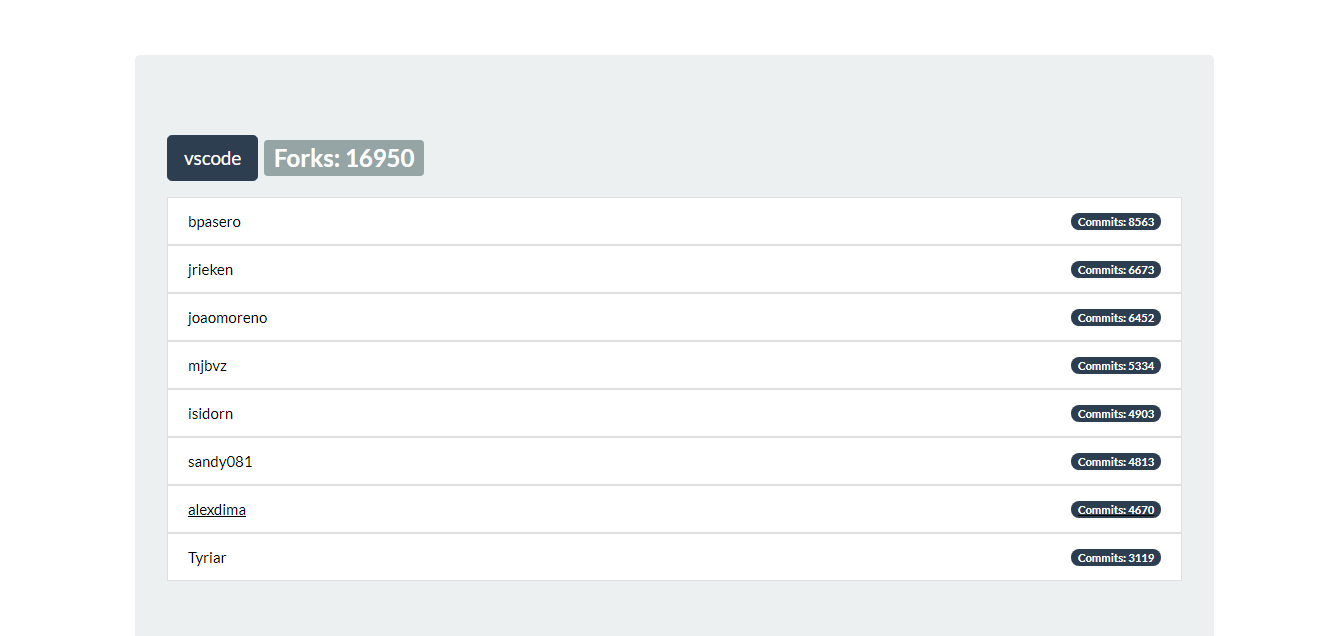 vscode Forks: 16950
bpasero Commits: 8563
jrieken Commits: 6673
joaomoreno Commits: 6452
mjbvz Commits: 5334
isidorn Commits: 4903
sandy081 Commits: 4813
alexdima Commits: 4670
Tyriar Commits: 3119